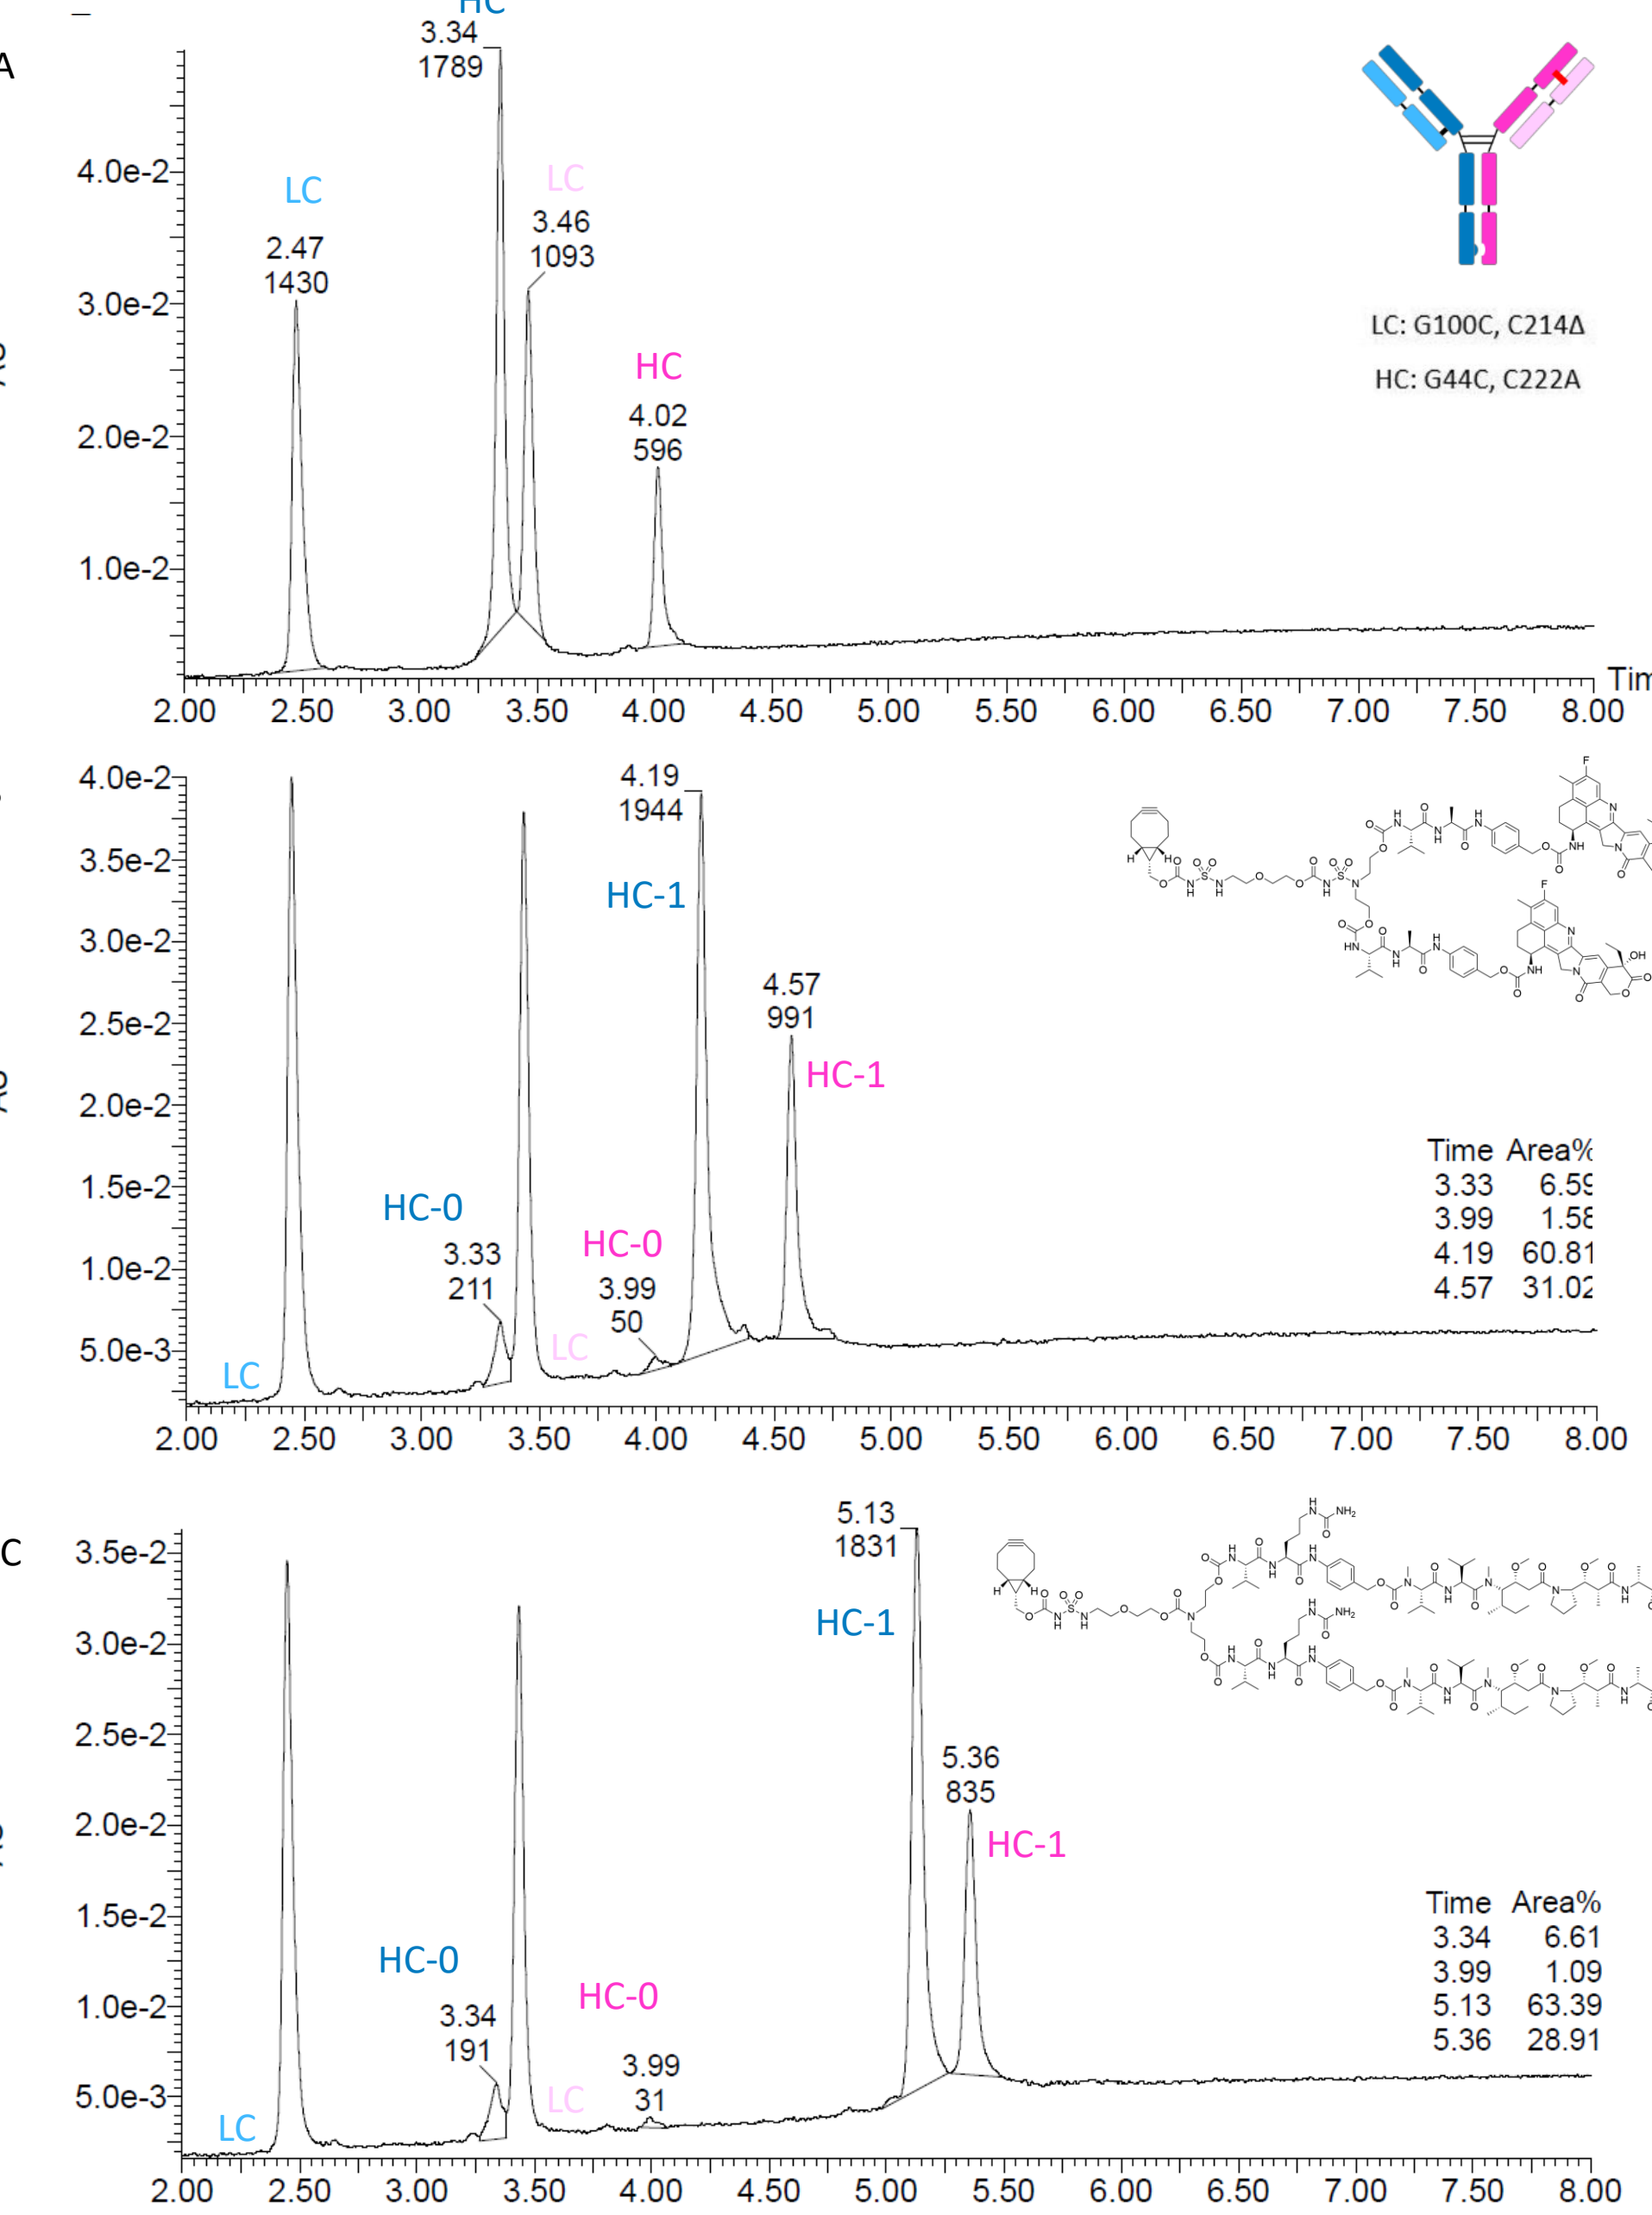 HC
A
3.34
1789
4.0e-2
LC
LC
3.46
1093
2.47
1430
3.0e-2
HC
4.02
596
2.0e-2
1.0e-2
LC: G100C, C214Δ
HC: G44C, C222A
2.00 2.50 3.00 3.50 4.00 4.50 5.00 5.50 6.00 6.50 7.00 7.50 8.00
4.0e-2
4.19
1944
3.5e-2
HC-1
3.0e-2
4.57
991
2.5e-2
HC-1
2.0e-2
Time Area%
3.33 6.59
3.99 1.58
4.19 60.81
4.57 31.02
1.5e-2
HC-0
3.33
211
HC-0
3.99
50
1.0e-2
5.0e-3
LC
LC
2.00 2.50 3.00 3.50 4.00 4.50 5.00 5.50 6.00 6.50 7.00 7.50 8.00
C
5.13
1831
3.5e-2
HC-1
3.0e-2
2.5e-2
5.36
835
2.0e-2
HC-1
Time Area%
3.34 6.61
3.99 1.09
5.13 63.39
5.36 28.91
1.5e-2
HC-0
3.34
191
HC-0
3.99
31
1.0e-2
5.0e-3
LC
LC
2.00 2.50 3.00 3.50 4.00 4.50 5.00 5.50 6.00 6.50 7.00 7.50 8.00